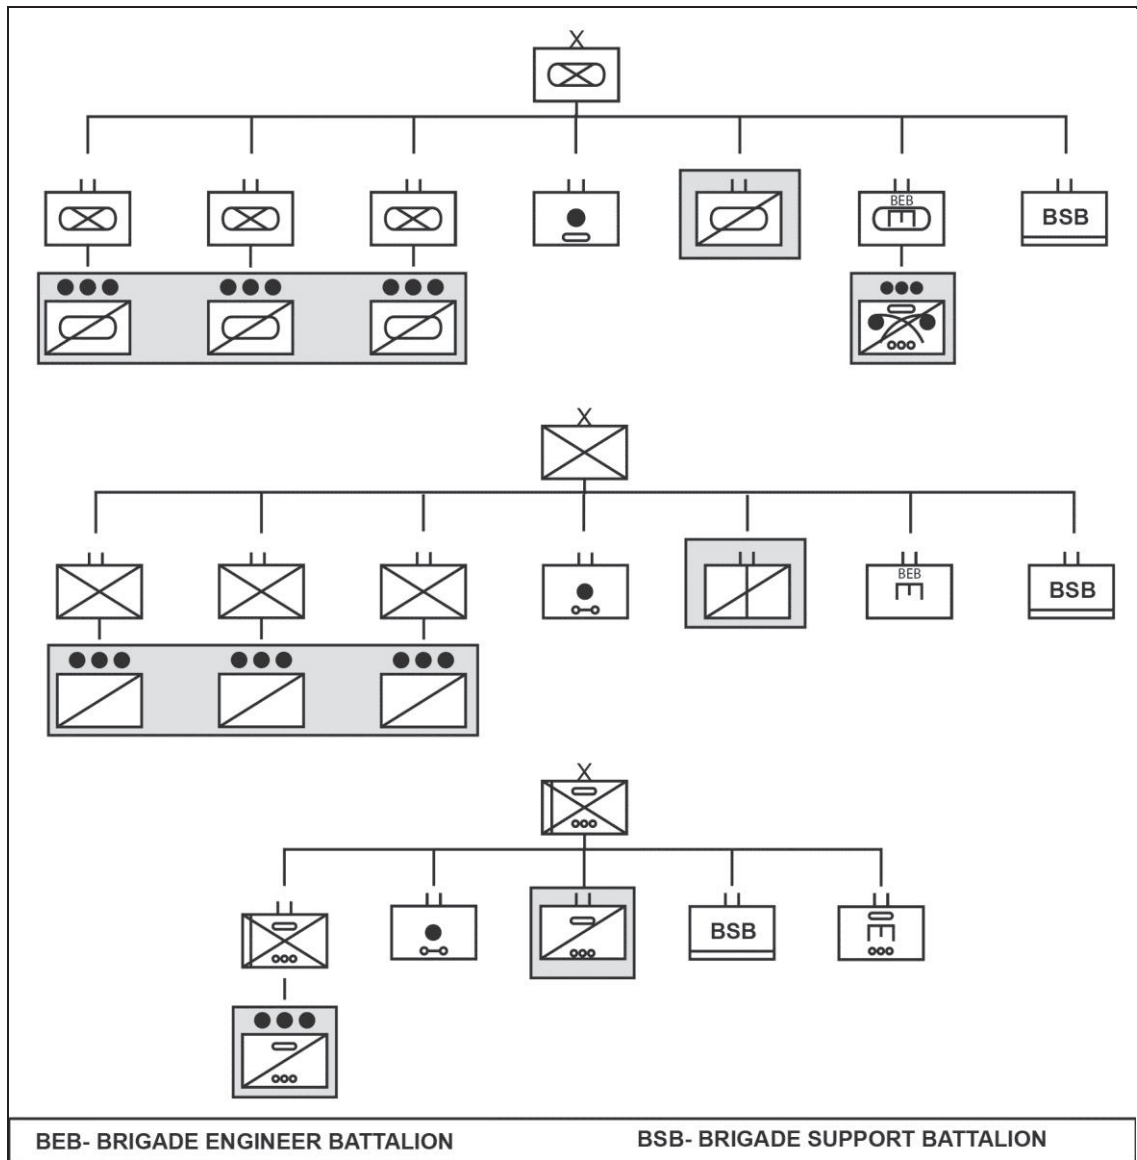 X
BEB
BSB
X
BEB
BSB
X
BSB
BEB- BRIGADE ENGINEER BATTALION
BSB- BRIGADE SUPPORT BATTALION